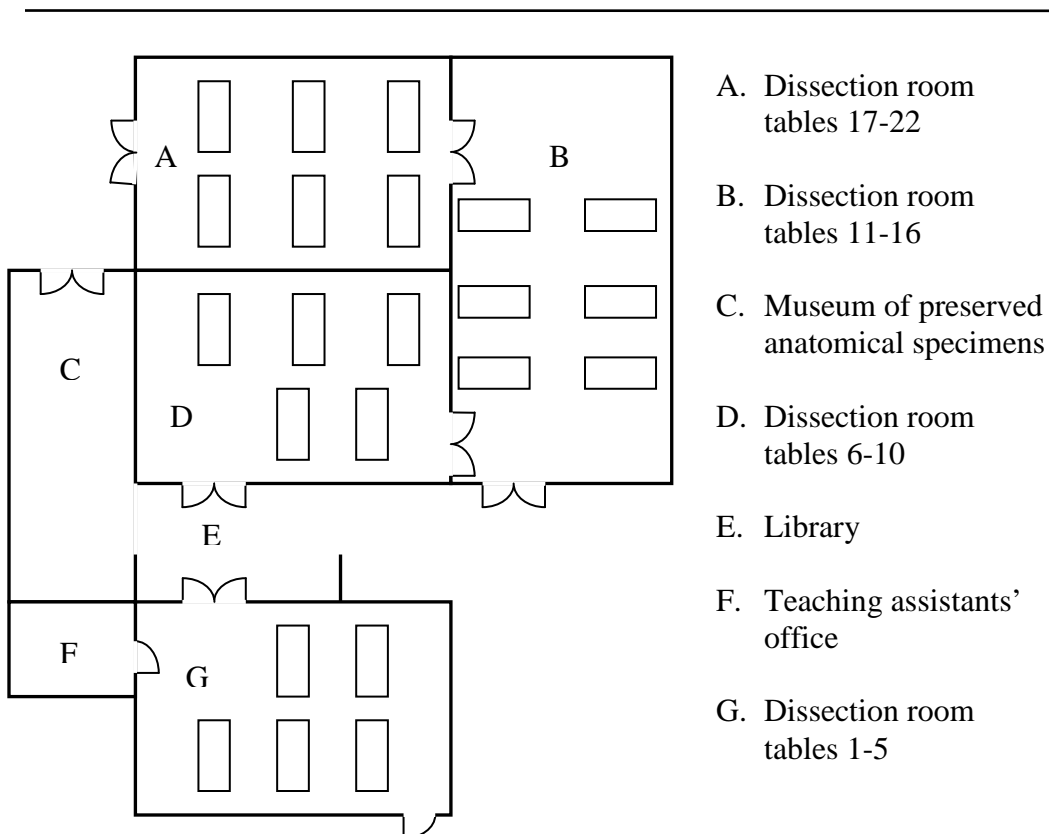 A
B
C
D
E
F
G
A. Dissection room
tables 17-22
B. Dissection room
tables 11-16
C. Museum of preserved
anatomical specimens
D. Dissection room
tables 6-10
E. Library
F. Teaching assistants’
office
G. Dissection room
tables 1-5